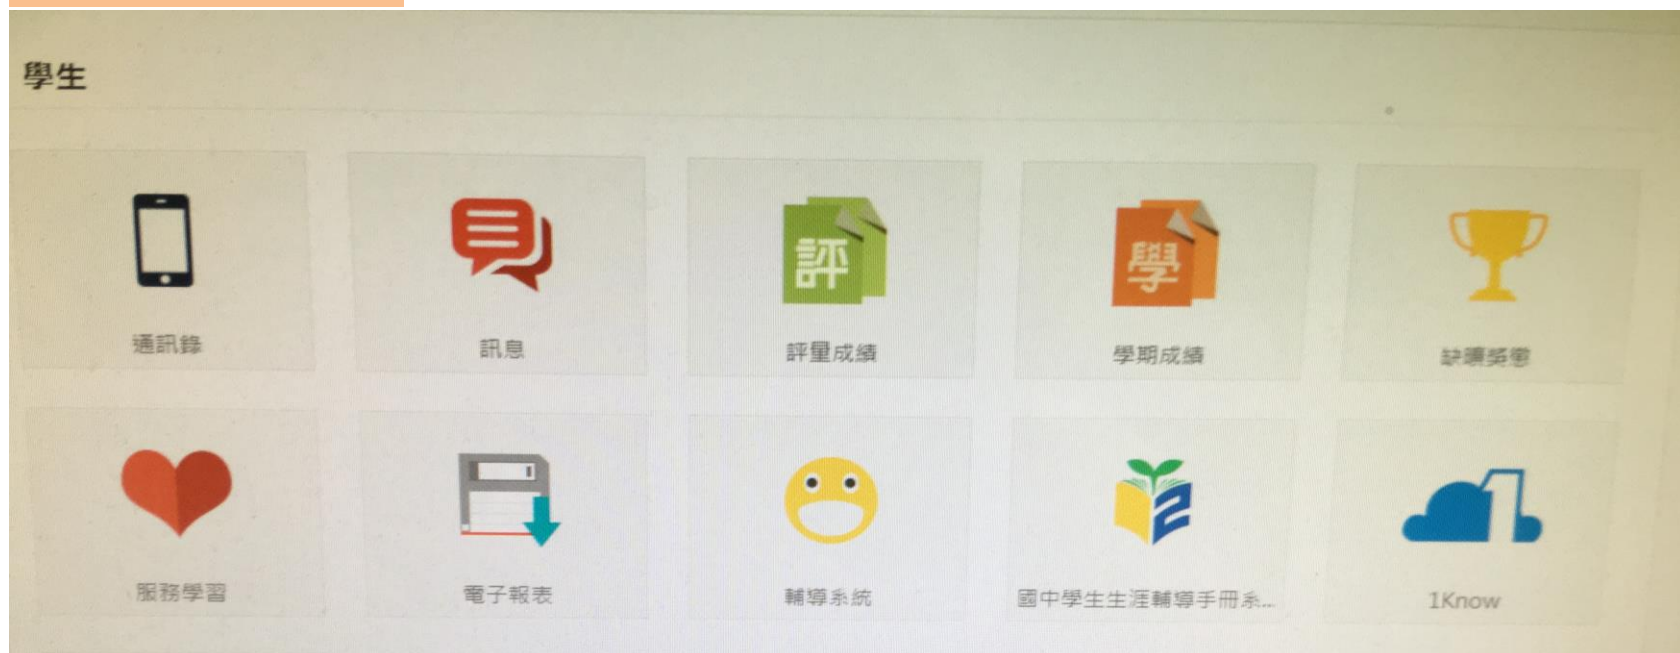 學生
評
學
通訊錄
訊息
評量成績
學期成績
缺曠獎懲
服務學習
電子報表
輔導系統
國中學生生涯輔導手冊系...
1Know